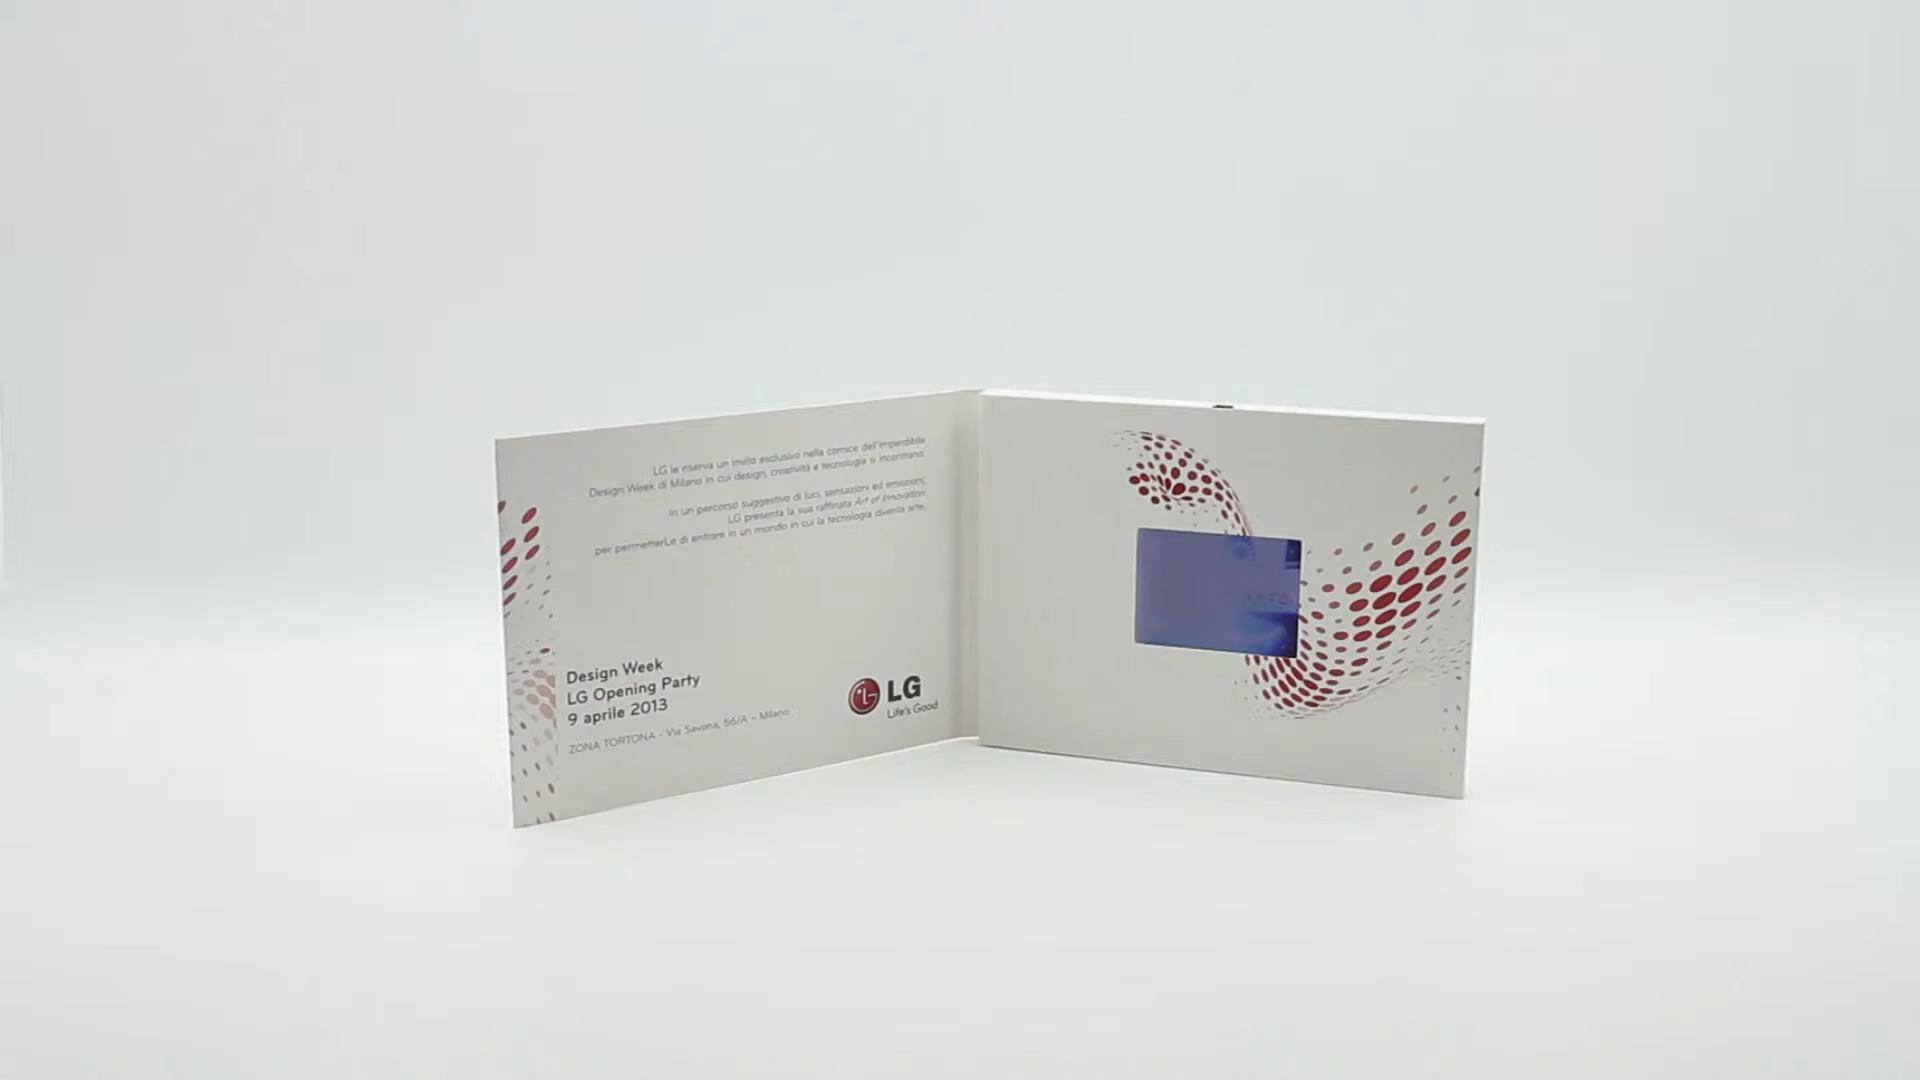 LG le riserva un invito esclusivo nella cornice dell'imperdibile
Design Week di Milano in cui design, creatività e tecnologia si incontrano.
In un percorso suggestivo di luci, sensazioni ed emozioni,
LG presenta la sua raffinata Art of Innovation
per permetterLe di entrare in un mondo in cui la tecnologia diventa arte.
Design Week
LG Opening Party
9 aprile 2013
ZONA TORTONA - Via Savona, 56/A - Milano
LG
Life's Good